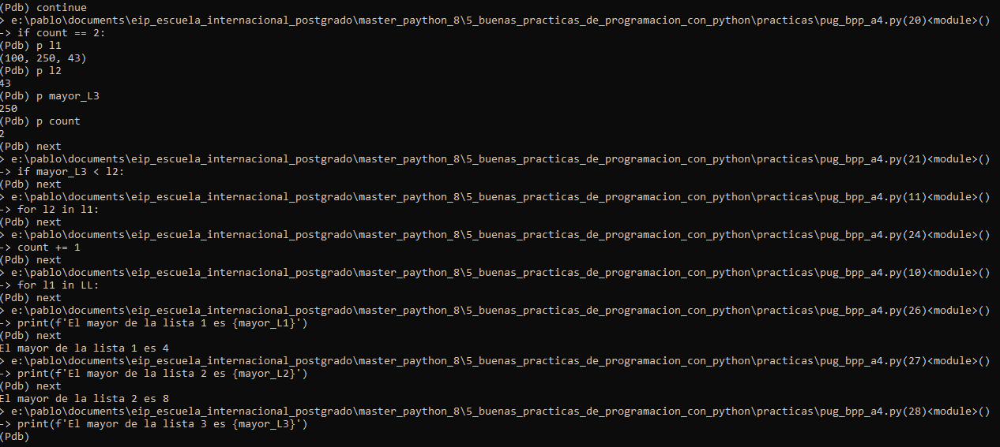 (Pdb) continue
> e:\pablo\documents\eip_escuela_internacional_postgrado\master_paython_8\5_buenas_practicas_de_programacion_con_python\practicas\pug_bpp_a4.py(20)<module>()
-> if count == 2:
(Pdb) p l1
(100, 250, 43)
(Pdb) p l2
43
(Pdb) p mayor_L3
250
(Pdb) p count
2
(Pdb) next
> e:\pablo\documents\eip_escuela_internacional_postgrado\master_paython_8\5_buenas_practicas_de_programacion_con_python\practicas\pug_bpp_a4.py(21)<module>()
-> if mayor_L3 < l2:
(Pdb) next
> e:\pablo\documents\eip_escuela_internacional_postgrado\master_paython_8\5_buenas_practicas_de_programacion_con_python\practicas\pug_bpp_a4.py(11)<module>()
-> for l2 in l1:
(Pdb) next
> e:\pablo\documents\eip_escuela_internacional_postgrado\master_paython_8\5_buenas_practicas_de_programacion_con_python\practicas\pug_bpp_a4.py(24)<module>()
-> count += 1
(Pdb) next
> e:\pablo\documents\eip_escuela_internacional_postgrado\master_paython_8\5_buenas_practicas_de_programacion_con_python\practicas\pug_bpp_a4.py(10)<module>()
-> for l1 in LL:
(Pdb) next
> e:\pablo\documents\eip_escuela_internacional_postgrado\master_paython_8\5_buenas_practicas_de_programacion_con_python\practicas\pug_bpp_a4.py(26)<module>()
-> print(f'El mayor de la lista 1 es {mayor_L1}')
(Pdb) next
El mayor de la lista 1 es 4
> e:\pablo\documents\eip_escuela_internacional_postgrado\master_paython_8\5_buenas_practicas_de_programacion_con_python\practicas\pug_bpp_a4.py(27)<module>()
-> print(f'El mayor de la lista 2 es {mayor_L2}')
(Pdb) next
El mayor de la lista 2 es 8
> e:\pablo\documents\eip_escuela_internacional_postgrado\master_paython_8\5_buenas_practicas_de_programacion_con_python\practicas\pug_bpp_a4.py(28)<module>()
-> print(f'El mayor de la lista 3 es {mayor_L3}')
(Pdb)